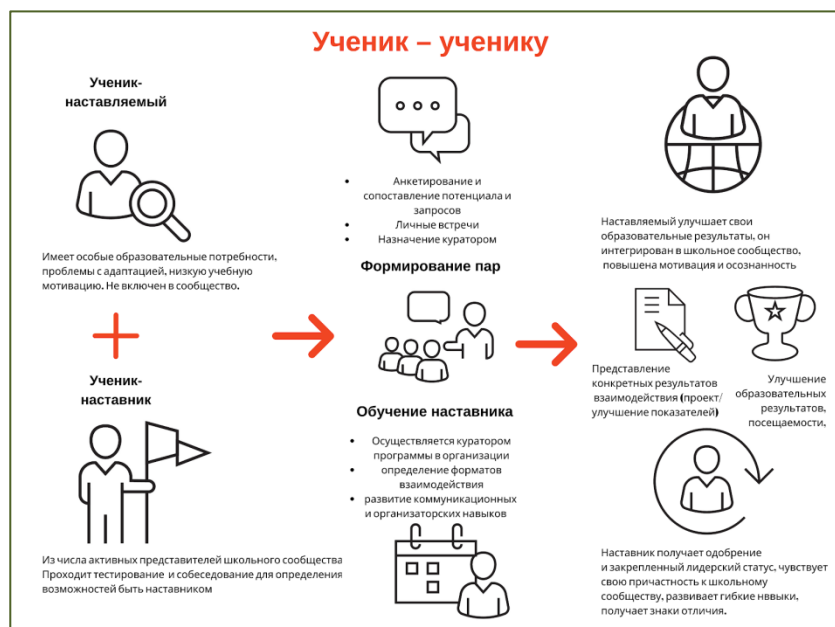 Ученик – ученику
Ученик-
наставляемый
Имеет особые образовательные потребности,
проблемы с адаптацией, низкую учебную
мотивацию. Не включен в сообщество.
Ученик-
наставник
Из числа активных представителей школьного сообщества
Проходит тестирование и собеседование для определения
возможностей быть наставником
• Анкетирование и
сопоставление потенциала и
запросов
• Личные встречи
• Назначение куратором
Формирование пар
Обучение наставника
• Осуществляется куратором
программы в организации
• определение форматов
взаимодействия
• развитие коммуникационных
и организаторских навыков
Наставляемый улучшает свои
образовательные результаты, он
интегрирован в школьное сообщество,
повышена мотивация и осознанность
Представление
конкретных результатов
взаимодействия (проект/
улучшение показателей)
Улучшение
образовательных
результатов,
посещаемости.
Наставник получает одобрение
и закрепленный лидерский статус, чувствует
свою причастность к школьному
сообществу, развивает гибкие нввыки,
получает знаки отличия.